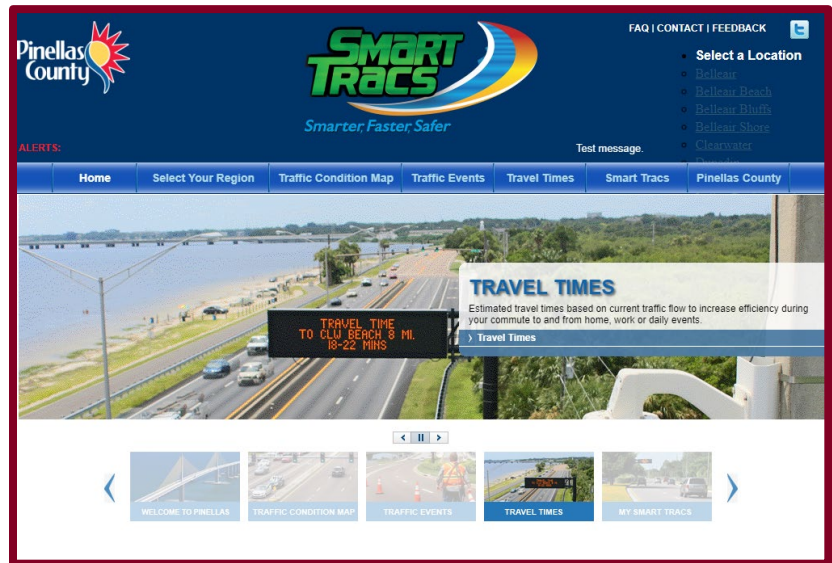 Pinellas
County
SMART
TRACS
Smarter, Faster, Safer
FAQ | CONTACT | FEEDBACK
Select a Location
Belleair
Belleair Beach
Belleair Bluffs
Belleair Shore
Clearwater
Dunedin
ALERTS:
Test message.
Home
Select Your Region
Traffic Condition Map
Traffic Events
Travel Times
Smart Tracs
Pinellas County
TRAVEL TIME
TO CLW BEACH 8 MI.
18-22 MINS
TRAVEL TIMES
Estimated travel times based on current traffic flow to increase efficiency during
your commute to and from home, work or daily events.
Travel Times
WELCOME TO PINELLAS
TRAFFIC CONDITION MAP
TRAFFIC EVENTS
TRAVEL TIMES
MY SMART TRACS